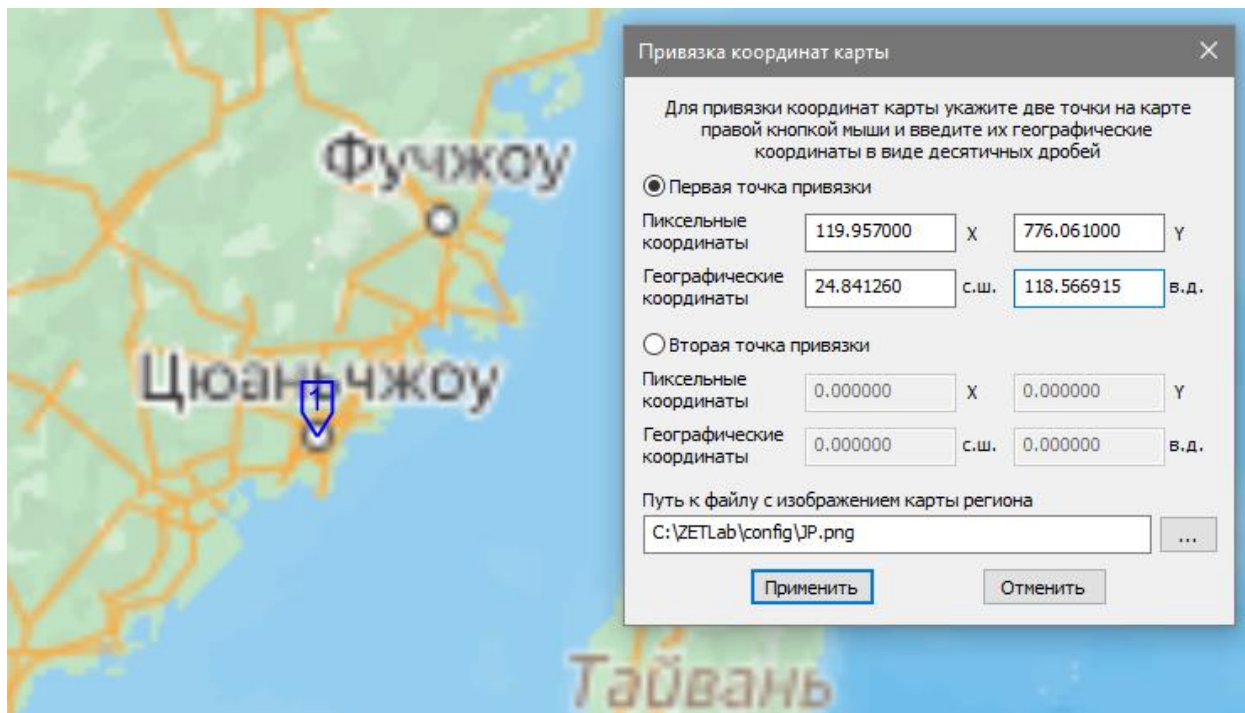 Фучжоу
Цюаньчжоу
1
Тайвань
Привязка координат карты
Для привязки координат карты укажите две точки на карте
правой кнопкой мыши и введите их географические
координаты в виде десятичных дробей
Первая точка привязки
Пиксельные
координаты
119.957000 X 776.061000 Y
Географические
координаты
24.841260 с.ш. 118.566915 в.д.
Вторая точка привязки
Пиксельные
координаты
0.000000 X 0.000000 Y
Географические
координаты
0.000000 с.ш. 0.000000 в.д.
Путь к файлу с изображением карты региона
C:\ZETLab\config\JP.png ...
Применить Отменить